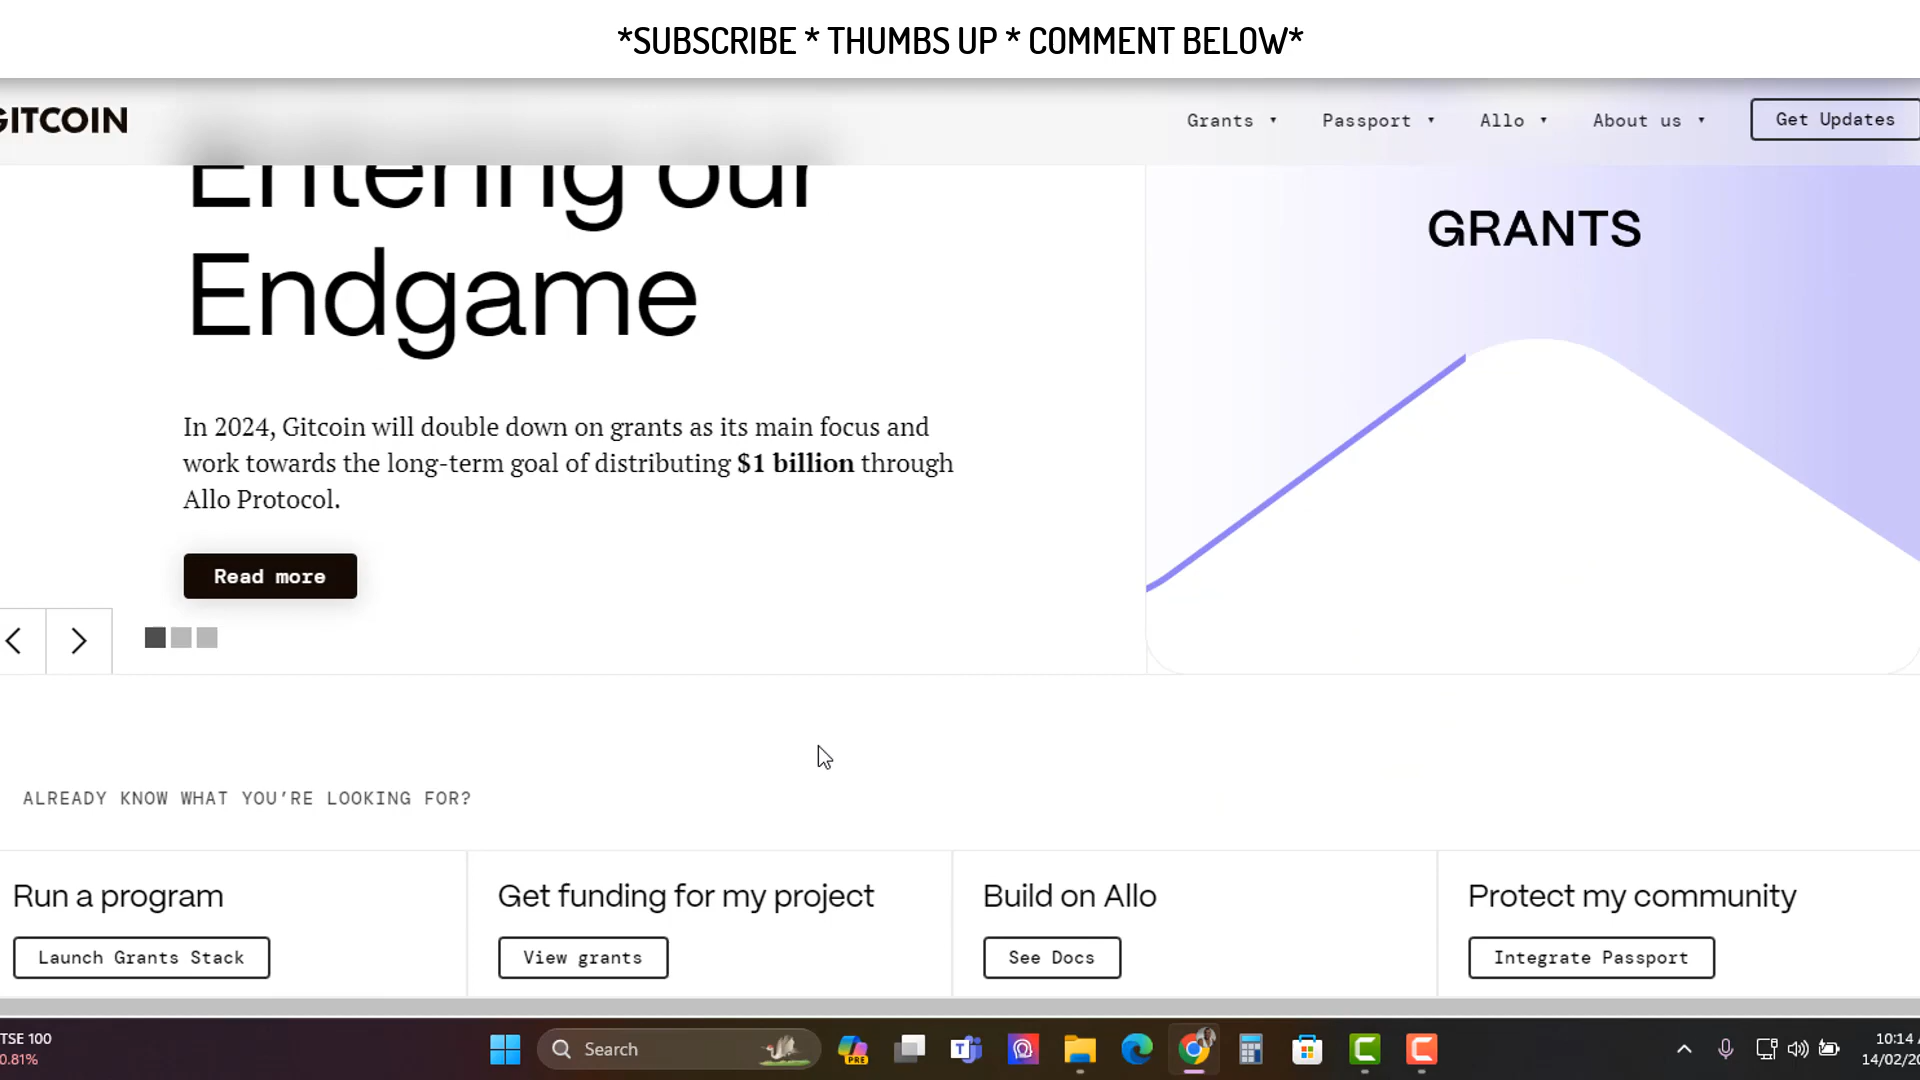 *SUBSCRIBE * THUMBS UP * COMMENT BELOW*
GITCOIN
Grants ▾ Passport ▾ Allo ▾ About us ▾ Get Updates
Entering our
Endgame
GRANTS
In 2024, Gitcoin will double down on grants as its main focus and
work towards the long-term goal of distributing $1 billion through
Allo Protocol.
Read more
ALREADY KNOW WHAT YOU’RE LOOKING FOR?
Run a program
Get funding for my project
Build on Allo
Protect my community
Launch Grants Stack
View grants
See Docs
Integrate Passport
TSE 100
0.81%
Search
PRE
10:14
14/02/20